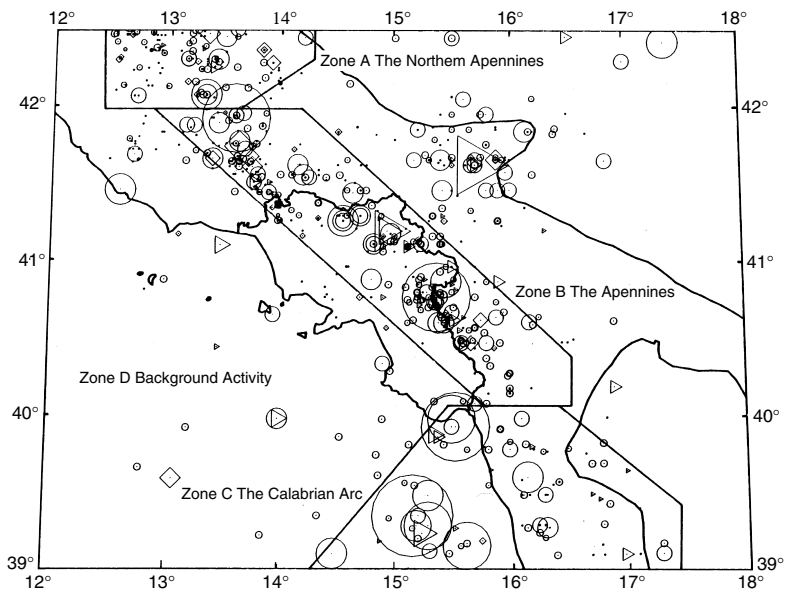 12° 13° 14° 15° 16° 17° 18°
Zone A The Northern Apennines
42° 42°
41° 41°
Zone B The Apennines
Zone D Background Activity
40° 40°
Zone C The Calabrian Arc
39° 39°
12° 13° 14° 15° 16° 17° 18°